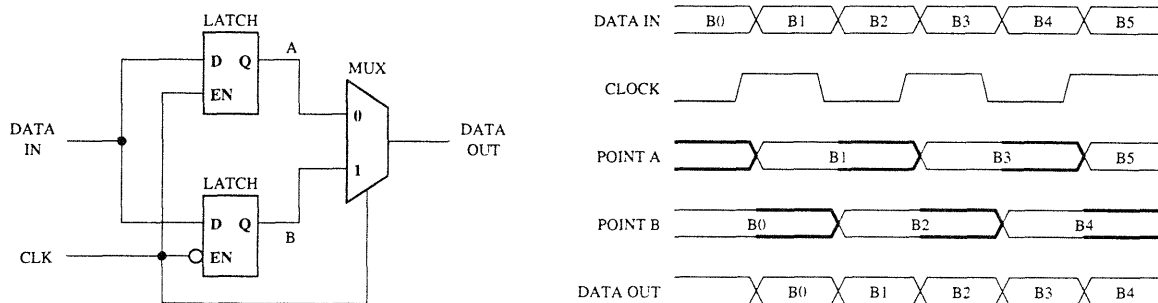 LATCH
A
D Q
EN
MUX
0
DATA
IN
DATA
OUT
1
LATCH
D Q
B
CLK
EN
DATA IN B0 B1 B2 B3 B4 B5
CLOCK
POINT A B1 B3 B5
POINT B B0 B2 B4
DATA OUT B0 B1 B2 B3 B4